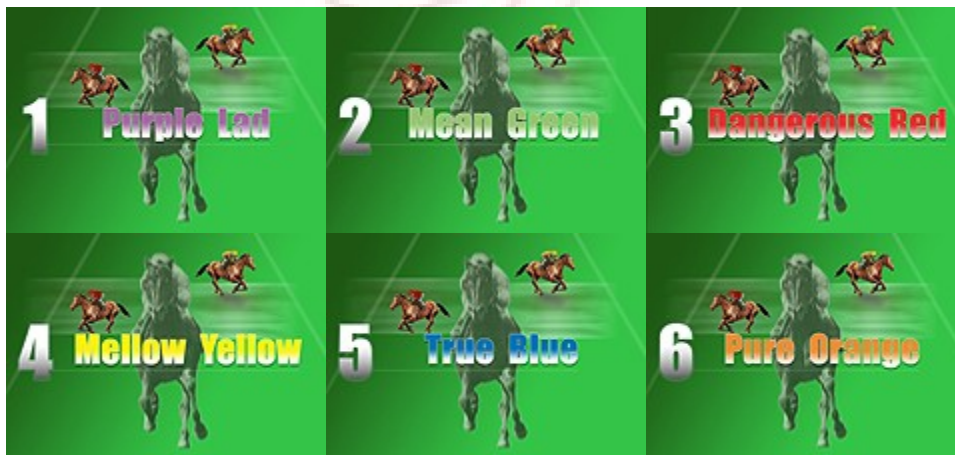 1 Purple Lad
2 Mean Green
3 Dangerous Red
4 Mellow Yellow
5 True Blue
6 Pure Orange